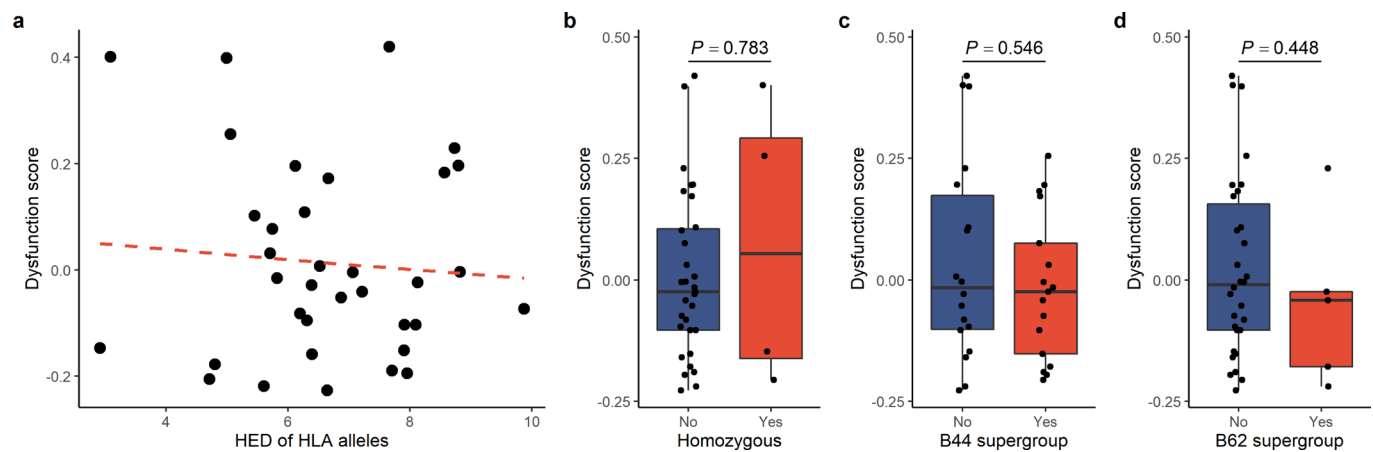 a
Dysfunction score
0.4
0.2
0.0
-0.2
4 6 8 10
HED of HLA alleles
b
Dysfunction score
0.50
0.25
0.00
-0.25
P = 0.783
No Yes
Homozygous
c
Dysfunction score
0.50
0.25
0.00
-0.25
P = 0.546
No Yes
B44 supergroup
d
Dysfunction score
0.50
0.25
0.00
-0.25
P = 0.448
No Yes
B62 supergroup